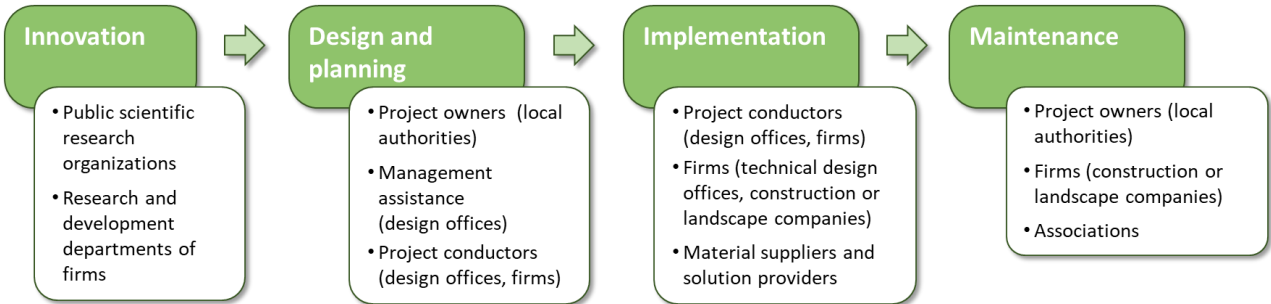 Innovation
• Public scientific
research
organizations
• Research and
development
departments of
firms
Design and
planning
• Project owners (local
authorities)
• Management
assistance
(design offices)
• Project conductors
(design offices, firms)
Implementation
• Project conductors
(design offices, firms)
• Firms (technical design
offices, construction or
landscape companies)
• Material suppliers and
solution providers
Maintenance
• Project owners (local
authorities)
• Firms (construction or
landscape companies)
• Associations